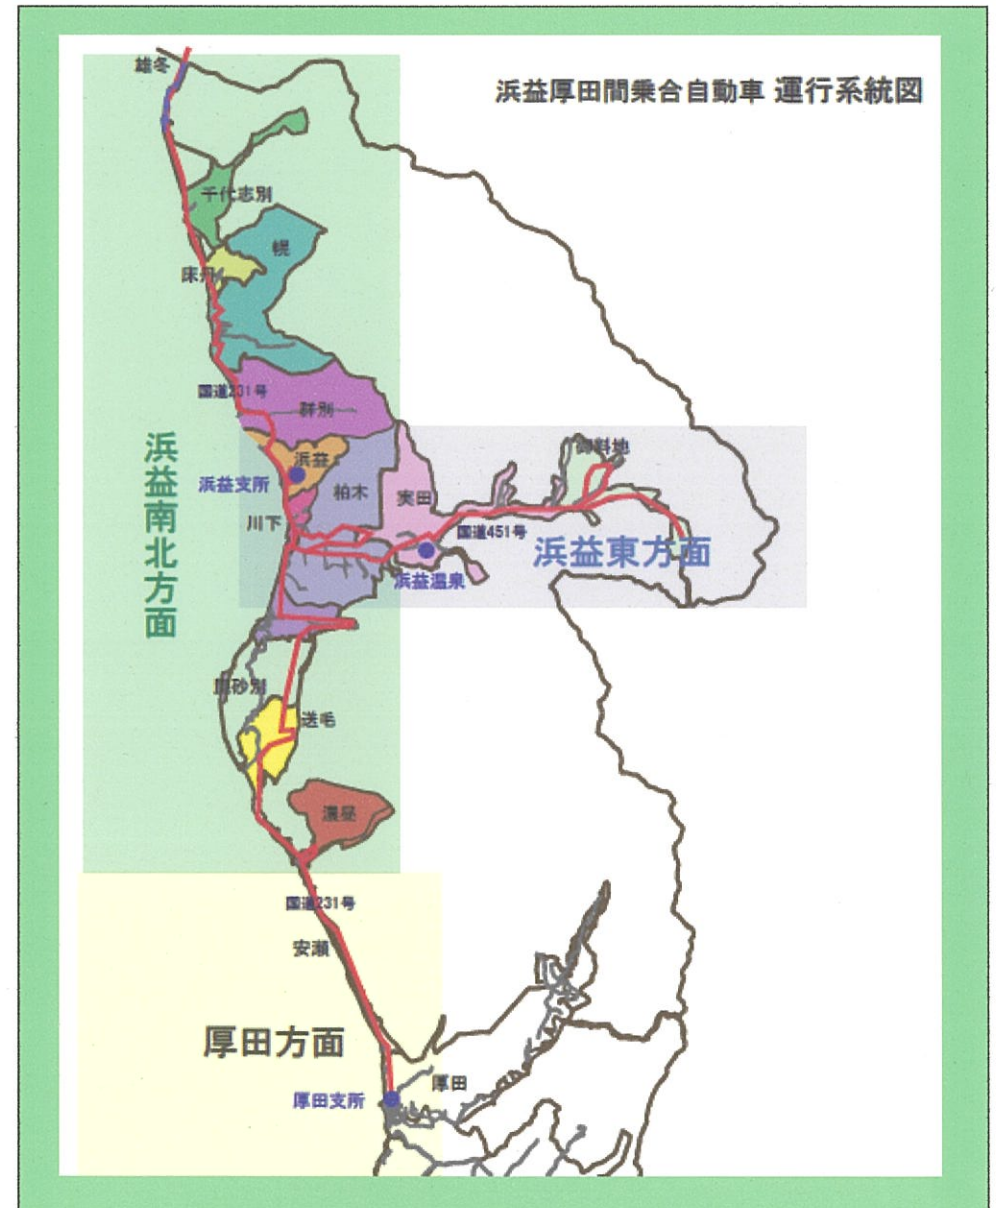 雄冬
浜益厚田間乗合自動車 運行系統図
千代志別
幌
床丹
国道231号
群別
浜益
浜益支所
柏木
実田
御料地
川下
国道451号
浜益東方面
浜益温泉
浜益南北方面
送毛
濃昼
国道231号
安瀬
厚田方面
厚田
厚田支所